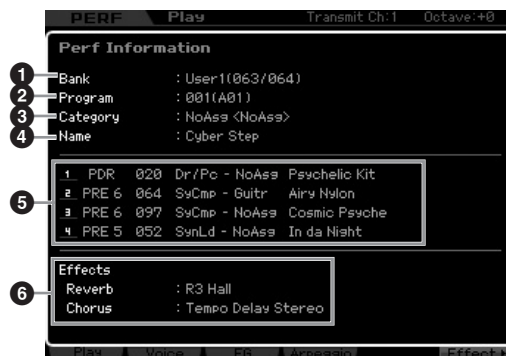 PERF Play Transmit Ch:1 Octave:+0
Perf Information
1 Bank : User1(063/064)
2 Program : 001(A01)
3 Category : NoAsg <NoAsg>
4 Name : Cyber Step
5
1 PDR 020 Dr/Pc - NoAsg Psychelic Kit
2 PRE 6 064 SyCmp - Guitr Airy Nylon
3 PRE 6 097 SyCmp - NoAsg Cosmic Psyche
4 PRE 5 052 SynLd - NoAsg In da Night
6
Effects
Reverb : R3 Hall
Chorus : Tempo Delay Stereo
Play Voice EG Arpeggio Effect